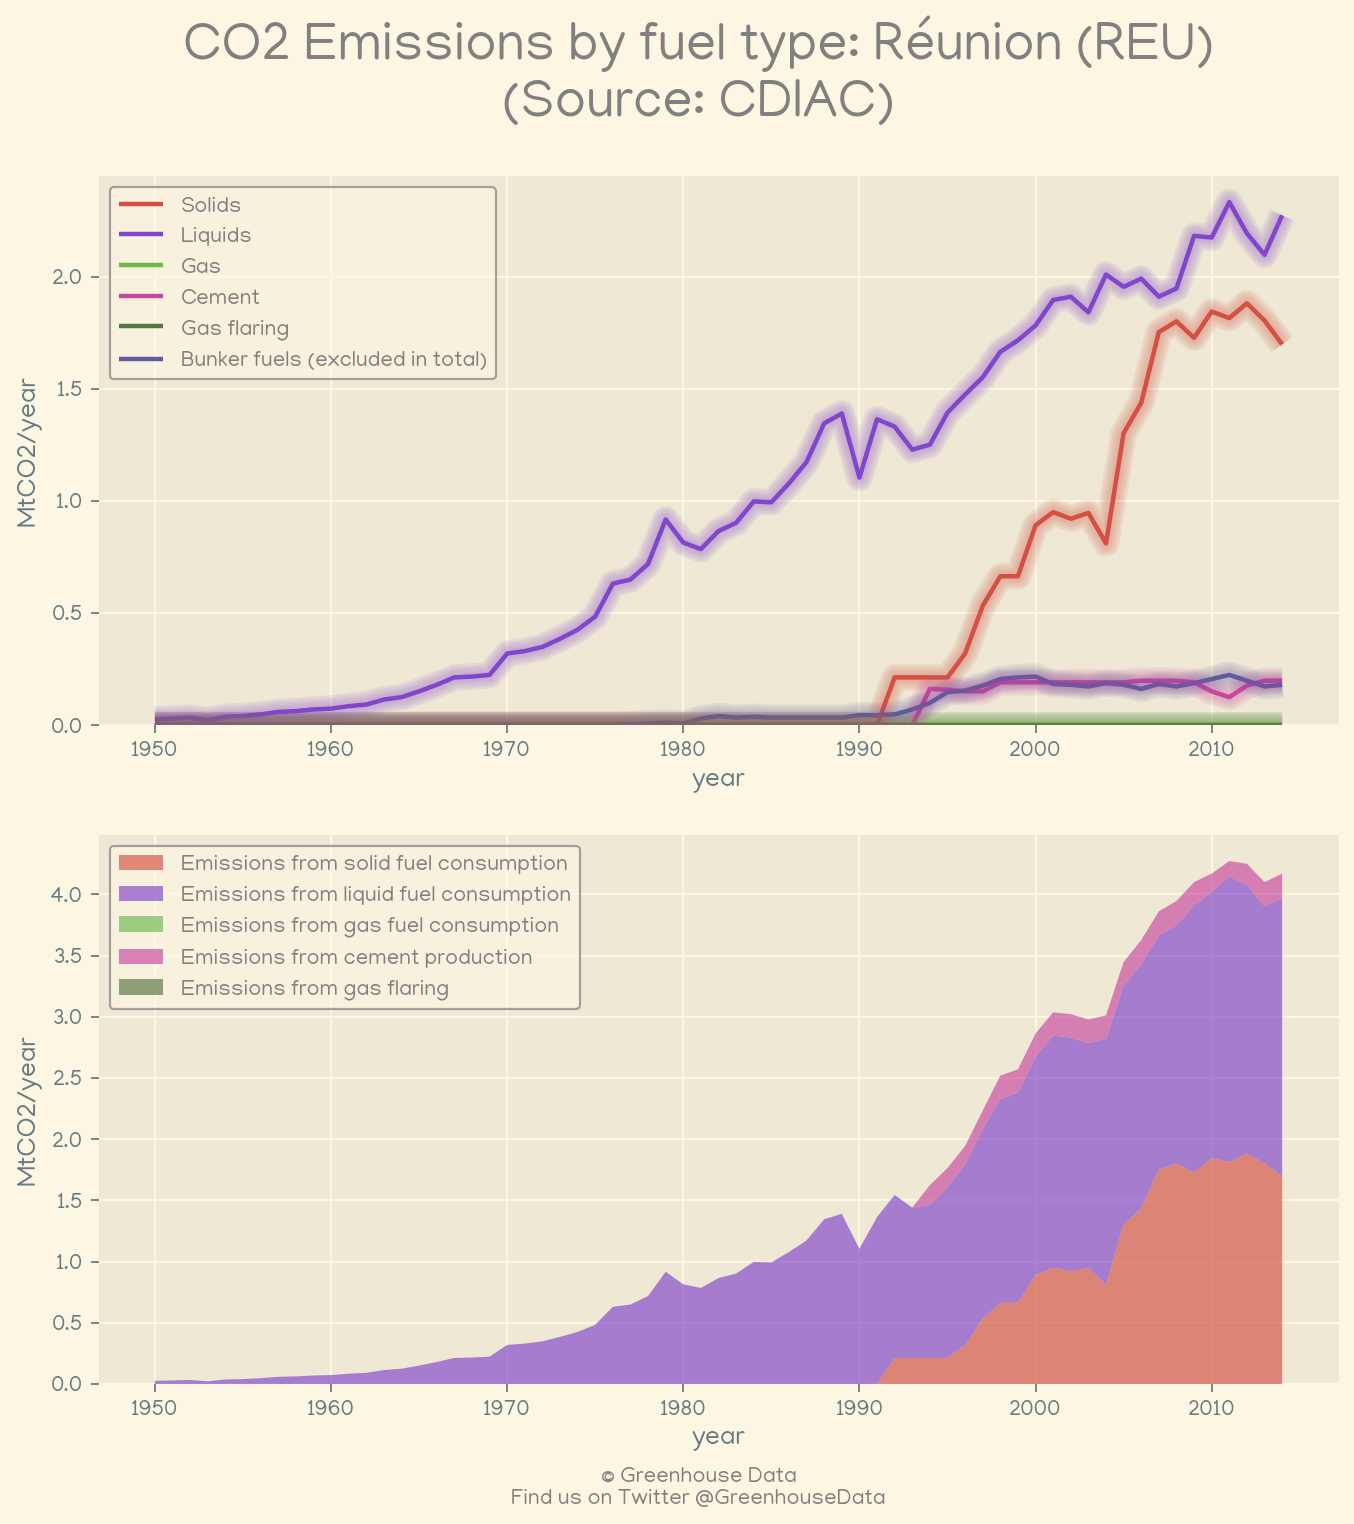 CO2 Emissions by fuel type: Réunion (REU)
(Source: CDIAC)
Solids
Liquids
Gas
Cement
Gas flaring
Bunker fuels (excluded in total)
MtCO2/year
2.0
1.5
1.0
0.5
0.0
1950 1960 1970 1980 1990 2000 2010
year
Emissions from solid fuel consumption
Emissions from liquid fuel consumption
Emissions from gas fuel consumption
Emissions from cement production
Emissions from gas flaring
MtCO2/year
4.0
3.5
3.0
2.5
2.0
1.5
1.0
0.5
0.0
1950 1960 1970 1980 1990 2000 2010
year
© Greenhouse Data
Find us on Twitter @GreenhouseData